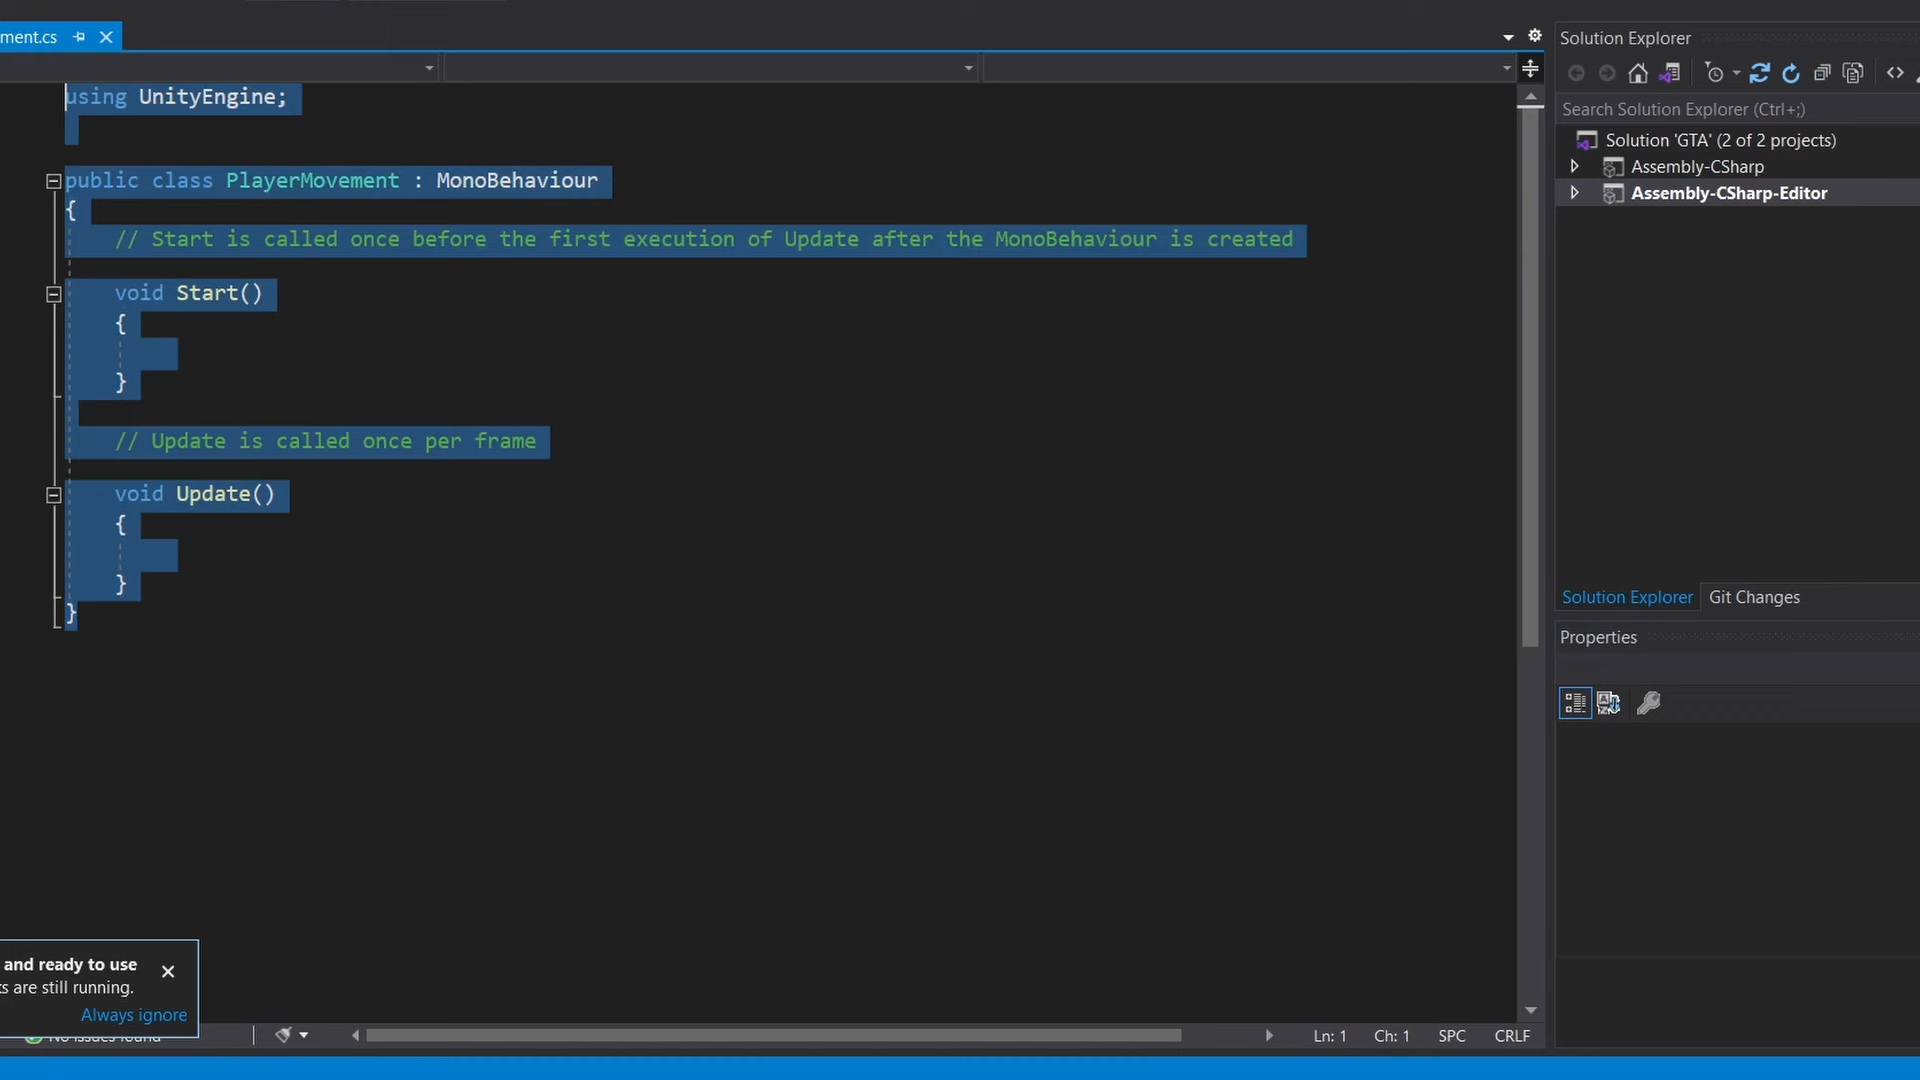 ment.cs
Solution Explorer
Search Solution Explorer (Ctrl+;)
Solution 'GTA' (2 of 2 projects)
Assembly-CSharp
Assembly-CSharp-Editor
using UnityEngine;
public class PlayerMovement : MonoBehaviour
{
// Start is called once before the first execution of Update after the MonoBehaviour is created
void Start()
{
}
// Update is called once per frame
void Update()
{
}
}
Solution Explorer
Git Changes
Properties
and ready to use
s are still running.
Always ignore
No issues found
Ln: 1
Ch: 1
SPC
CRLF